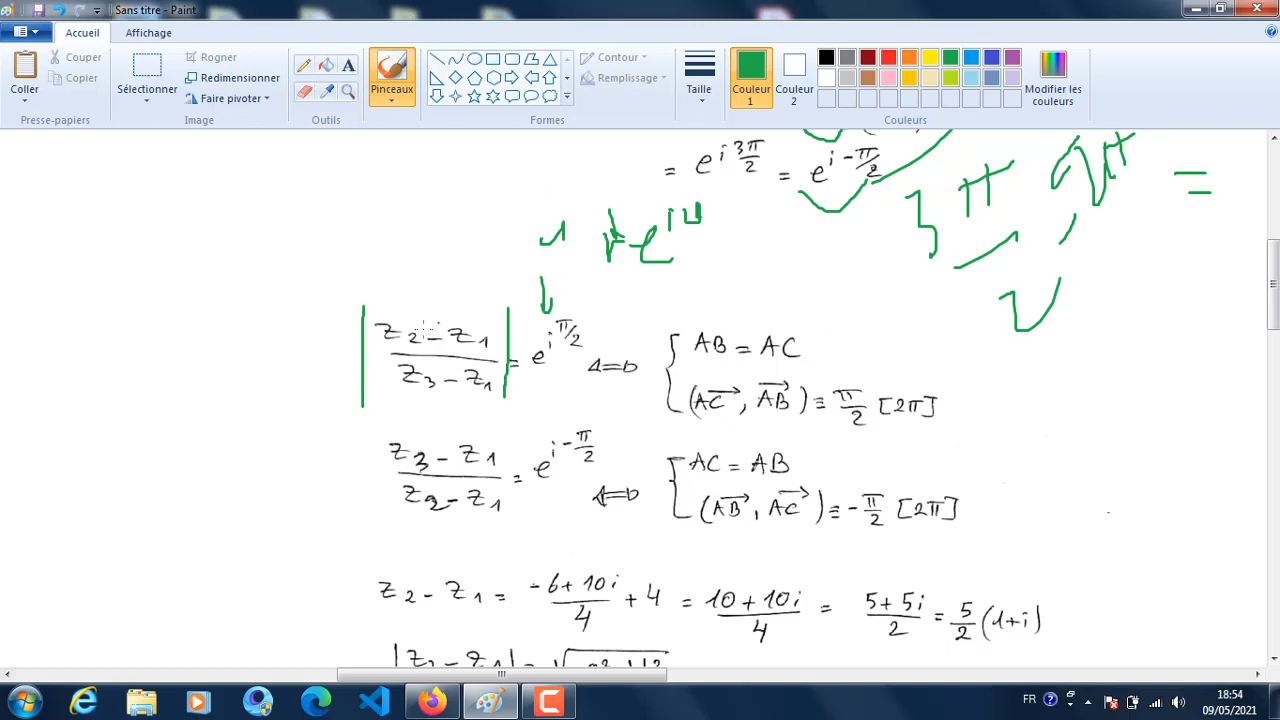 Sans titre - Paint
Accueil Affichage
Coller
Couper
Copier
Presse-papiers
Sélectionner
Rogner
Redimensionner
Faire pivoter
Image
Outils
Pinceaux
Contour
Remplissage
Formes
Taille
Couleur 1
Couleur 2
Modifier les couleurs
Couleurs
= e^{i 3π/2} = e^{i -π/2}
3π
2
=
1
e^{i
|z₂ - z₁ / z₃ - z₁| = e^{i π/2} <=> { AB = AC
(AC, AB) ≡ π/2 [2π]
z₃ - z₁ / z₂ - z₁ = e^{i -π/2} <=> { AC = AB
(AB, AC) ≡ -π/2 [2π]
z₂ - z₁ = -6+10i / 4 + 4 = 10+10i / 4 = 5+5i / 2 = 5/2 (1+i)
FR
18:54
09/05/2021